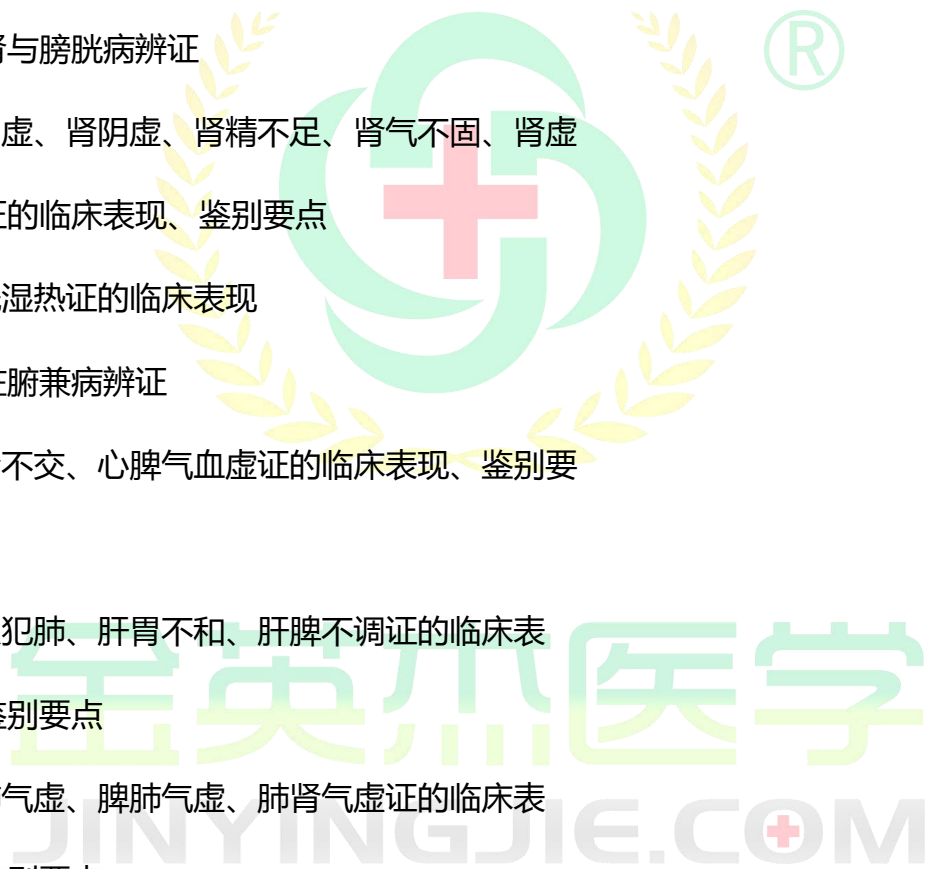 与膀胱病辨证
虚、肾阴虚、肾精不足、肾气不固、肾虚
的临床表现、鉴别要点
湿热证的临床表现
腑兼病辨证
不交、心脾气血虚证的临床表现、鉴别要
犯肺、肝胃不和、肝脾不调证的临床表
别要点
气虚、脾肺气虚、肺肾气虚证的临床表
金英杰医学
JINYINGJIE.COM
®